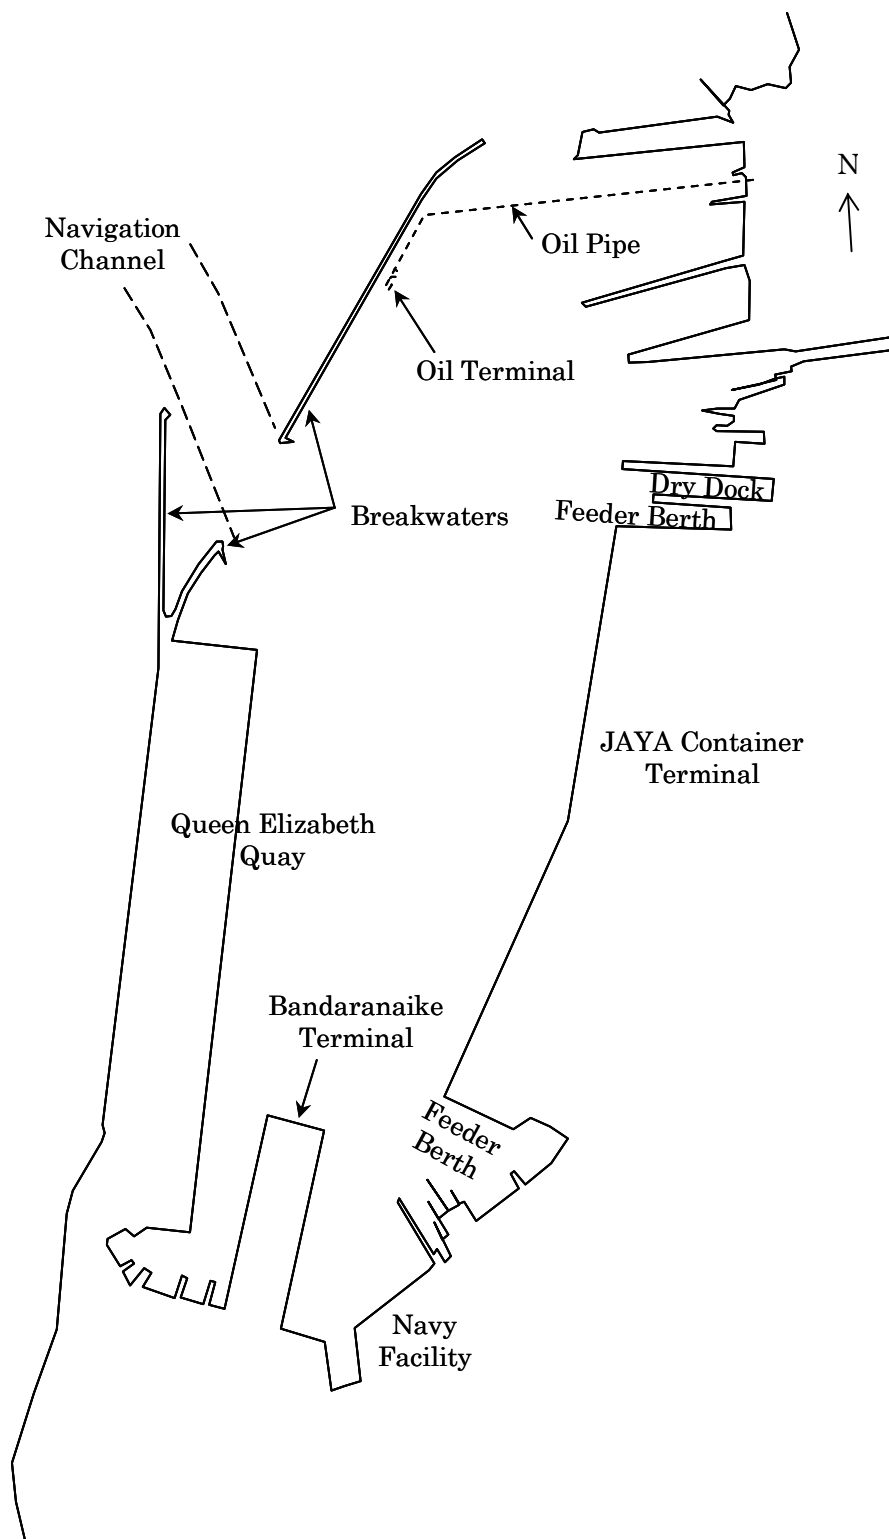 N
Navigation
Channel
Oil Pipe
Oil Terminal
Dry Dock
Breakwaters
Feeder Berth
JAYA Container
Terminal
Queen Elizabeth
Quay
Bandaranaike
Terminal
Feeder
Berth
Navy
Facility